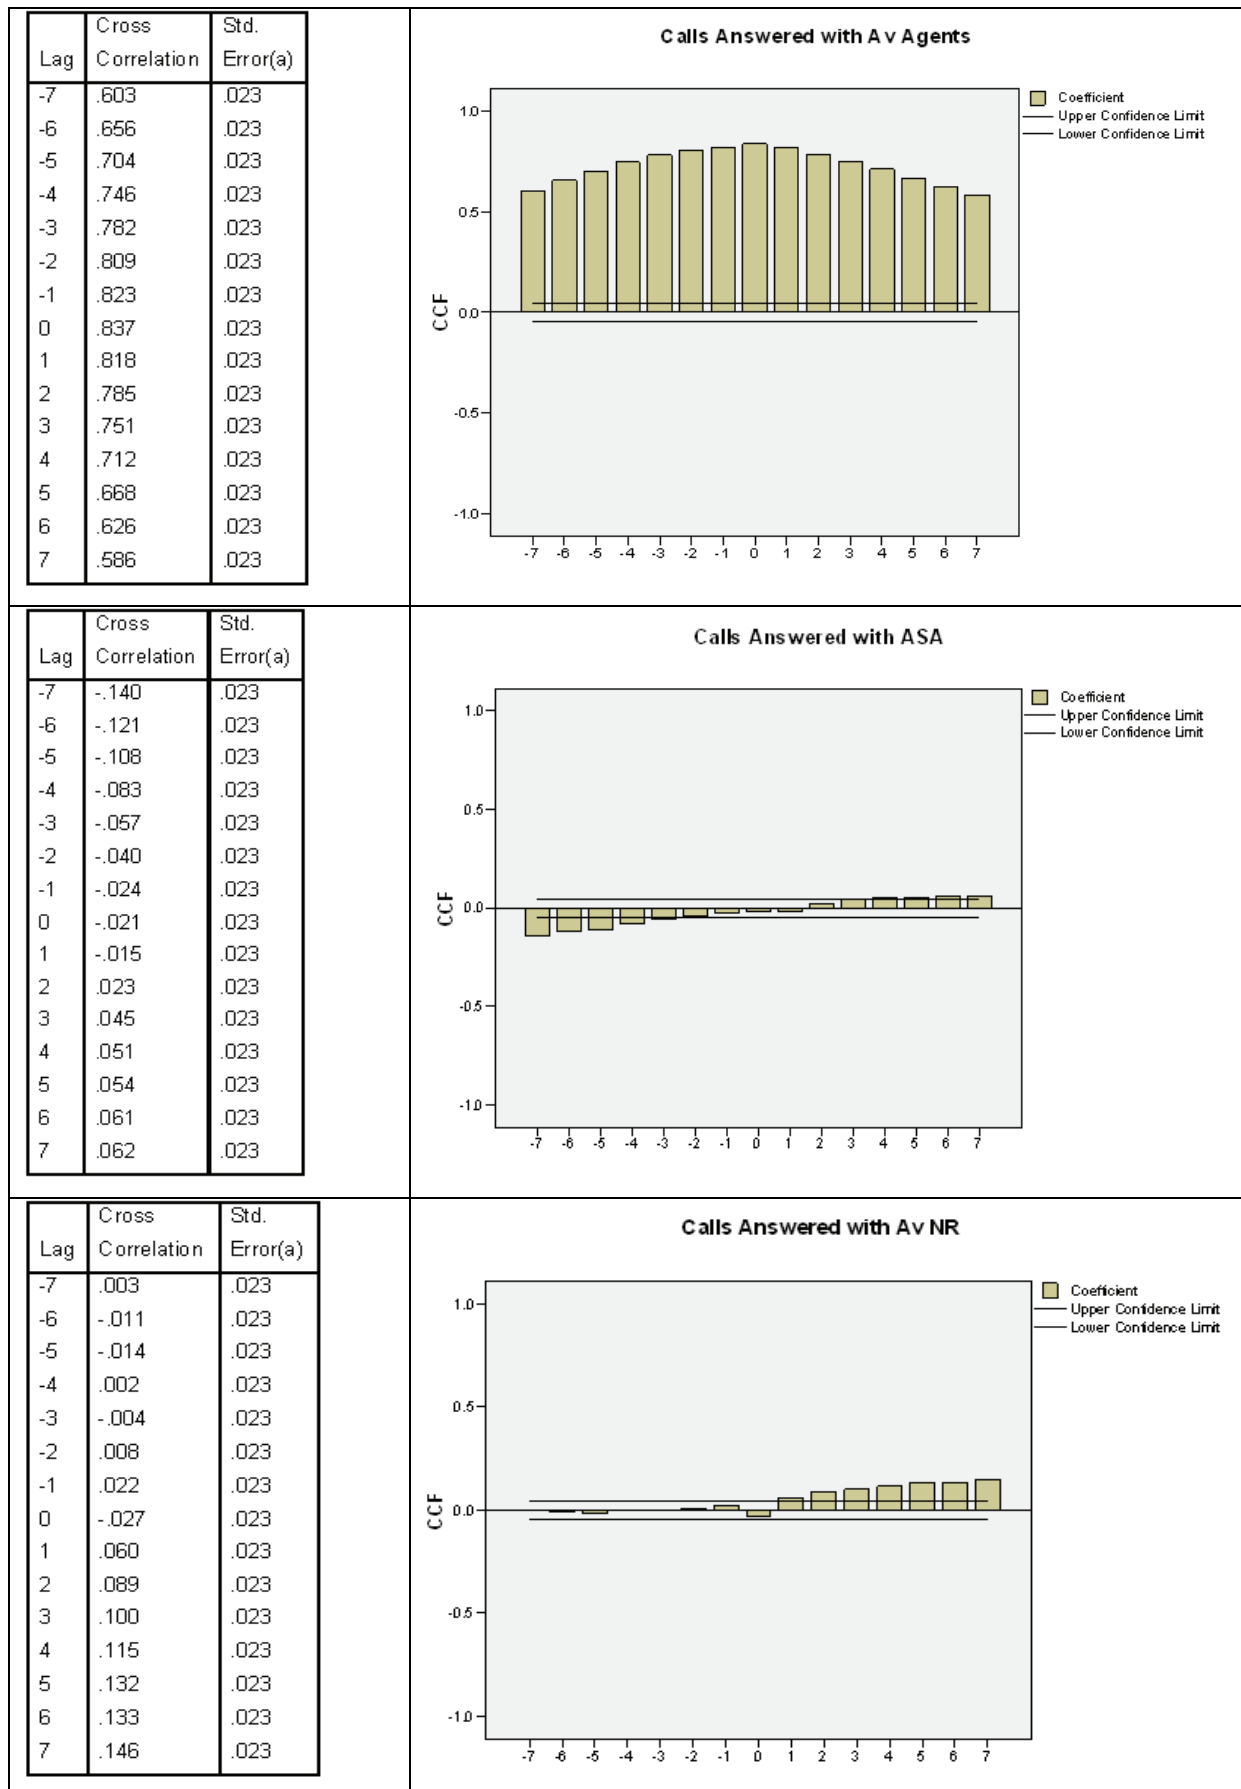 Cross Std.
Lag Correlation Error(a)
-7 .603 .023
-6 .656 .023
-5 .704 .023
-4 .746 .023
-3 .782 .023
-2 .809 .023
-1 .823 .023
0 .837 .023
1 .818 .023
2 .785 .023
3 .751 .023
4 .712 .023
5 .668 .023
6 .626 .023
7 .586 .023
Calls Answered with Av Agents
Coefficient
Upper Confidence Limit
Lower Confidence Limit
1.0
0.5
0.0
-0.5
-1.0
CCF
-7 -6 -5 -4 -3 -2 -1 0 1 2 3 4 5 6 7
Cross Std.
Lag Correlation Error(a)
-7 -.140 .023
-6 -.121 .023
-5 -.108 .023
-4 -.083 .023
-3 -.057 .023
-2 -.040 .023
-1 -.024 .023
0 -.021 .023
1 -.015 .023
2 .023 .023
3 .045 .023
4 .051 .023
5 .054 .023
6 .061 .023
7 .062 .023
Calls Answered with ASA
Coefficient
Upper Confidence Limit
Lower Confidence Limit
1.0
0.5
0.0
-0.5
-1.0
CCF
-7 -6 -5 -4 -3 -2 -1 0 1 2 3 4 5 6 7
Cross Std.
Lag Correlation Error(a)
-7 .003 .023
-6 -.011 .023
-5 -.014 .023
-4 .002 .023
-3 -.004 .023
-2 .008 .023
-1 .022 .023
0 -.027 .023
1 .060 .023
2 .089 .023
3 .100 .023
4 .115 .023
5 .132 .023
6 .133 .023
7 .146 .023
Calls Answered with Av NR
Coefficient
Upper Confidence Limit
Lower Confidence Limit
1.0
0.5
0.0
-0.5
-1.0
CCF
-7 -6 -5 -4 -3 -2 -1 0 1 2 3 4 5 6 7